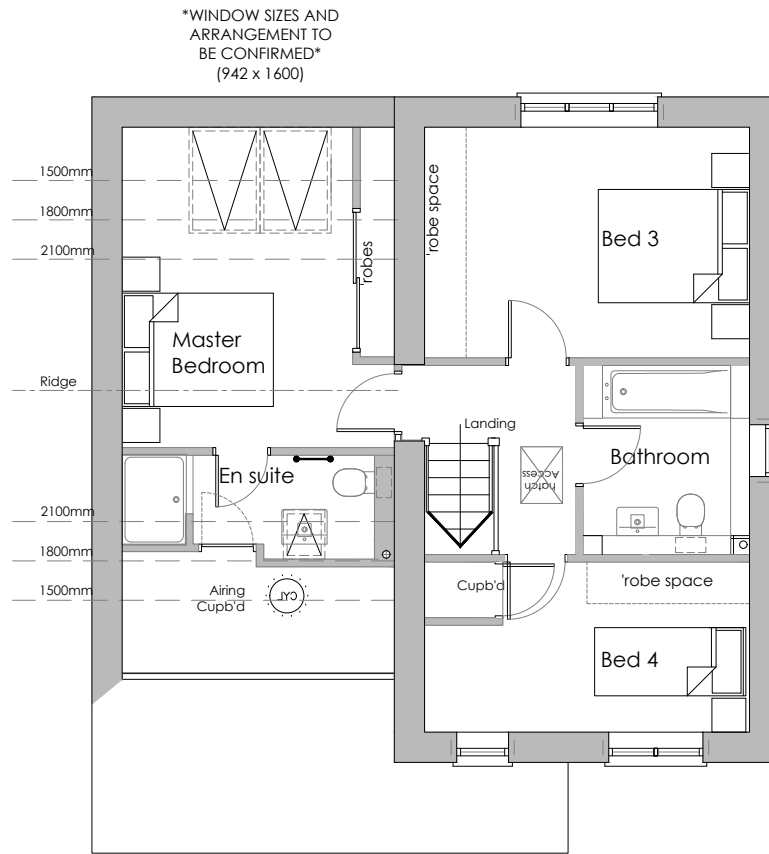 *WINDOW SIZES AND
ARRANGEMENT TO
BE CONFIRMED*
(942 x 1600)
1500mm
1800mm
2100mm
'robes
'robe space
Bed 3
Master
Bedroom
Ridge
Landing
hatch
Access
Bathroom
En suite
2100mm
1800mm
1500mm
Airing
Cupb'd
CYL
Cupb'd
'robe space
Bed 4